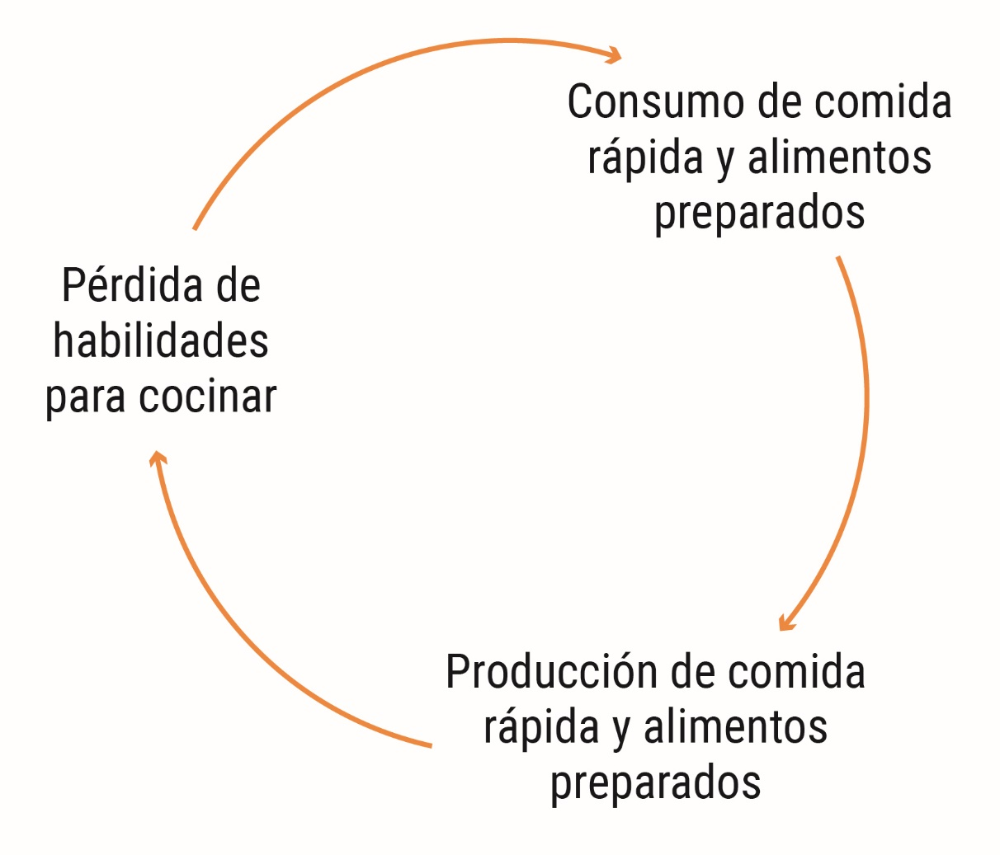 Consumo de comida
rápida y alimentos
preparados
Pérdida de
habilidades
para cocinar
Producción de comida
rápida y alimentos
preparados